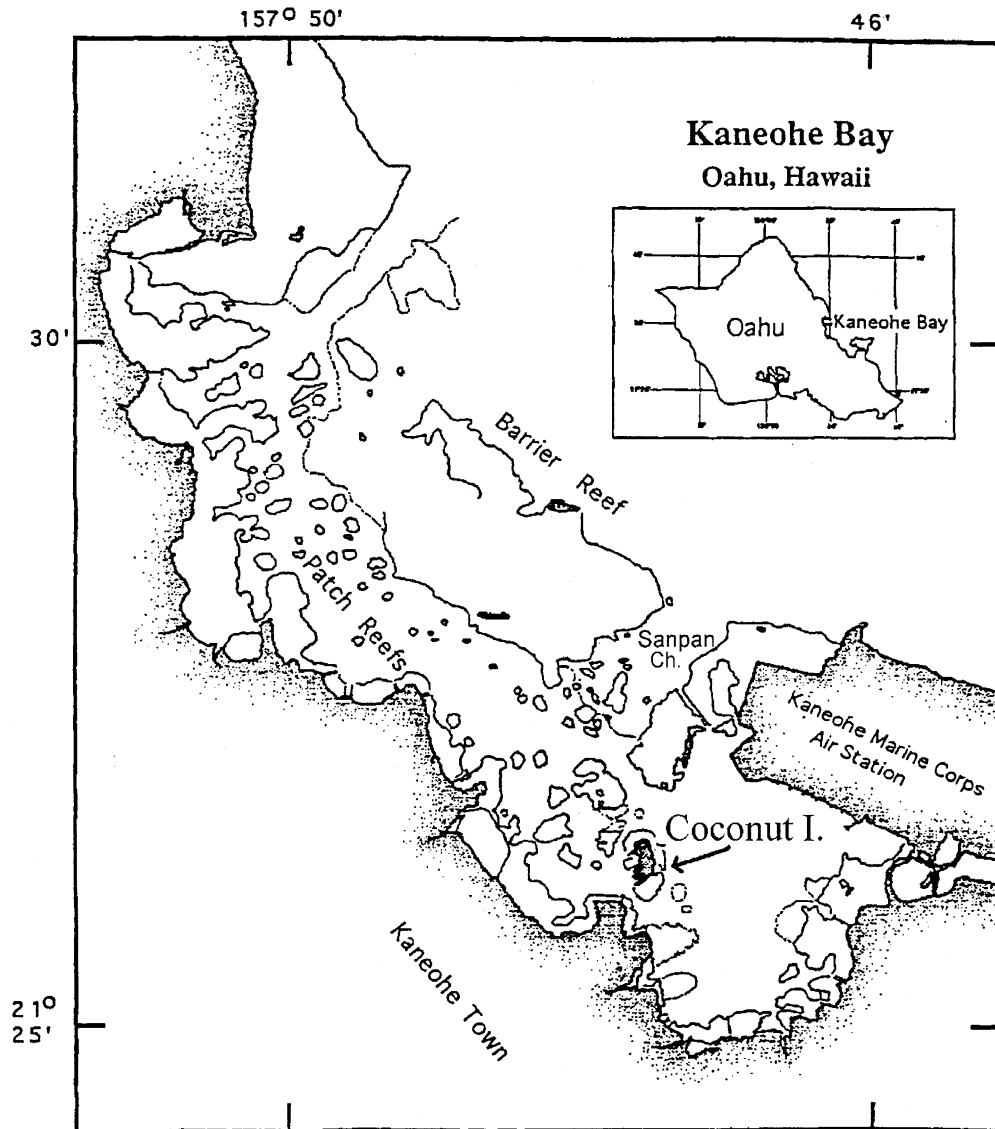 157° 50'
46'
Kaneohe Bay
Oahu, Hawaii
Oahu
Kaneohe Bay
30'
Barrier Reef
Patch Reefs
Sanpan
Ch.
Kaneohe Marine Corps
Air Station
Coconut I.
Kaneohe Town
21°
25'